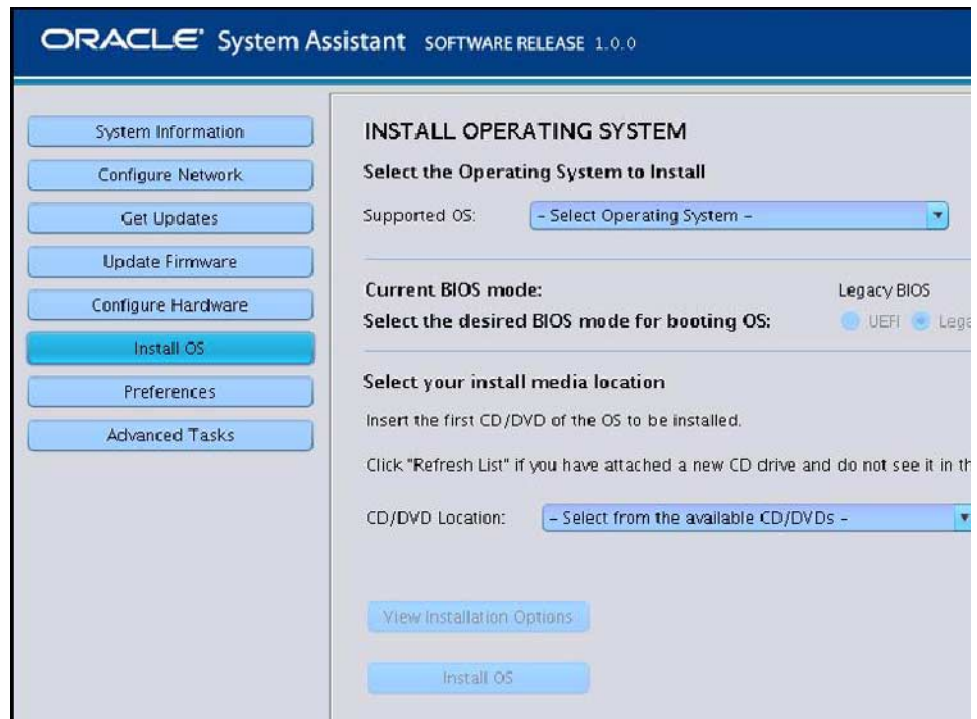 ORACLE' System Assistant SOFTWARE RELEASE 1.0.0
System Information
Configure Network
Get Updates
Update Firmware
Configure Hardware
Install OS
Preferences
Advanced Tasks
INSTALL OPERATING SYSTEM
Select the Operating System to Install
Supported OS: - Select Operating System -
Current BIOS mode: Legacy BIOS
Select the desired BIOS mode for booting OS: UEFI Lega
Select your install media location
Insert the first CD/DVD of the OS to be installed.
Click "Refresh List" if you have attached a new CD drive and do not see it in th
CD/DVD Location: - Select from the available CD/DVDs -
View Installation Options
Install OS